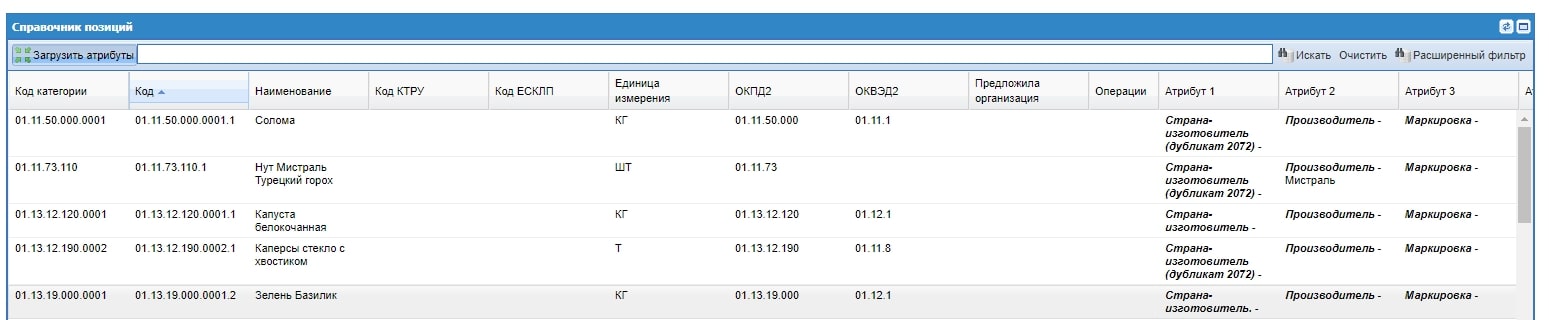 Справочник позиций
Загрузить атрибуты Искать Очистить Расширенный фильтр
Код категории Код Наименование Код КТРУ Код ЕСКЛП Единица измерения ОКПД2 ОКВЭД2 Предложила организация Операции Атрибут 1 Атрибут 2 Атрибут 3
01.11.50.000.0001 01.11.50.000.0001.1 Солома КГ 01.11.50.000 01.11.1 Страна- Производитель - Маркировка -
изготовитель
(дубликат 2072) -
01.11.73.110 01.11.73.110.1 Нут Мистраль ШТ 01.11.73 Страна- Производитель - Маркировка -
Турецкий горох изготовитель Мистраль
(дубликат 2072) -
01.13.12.120.0001 01.13.12.120.0001.1 Капуста КГ 01.13.12.120 01.12.1 Страна- Производитель - Маркировка -
белокочанная изготовитель -
01.13.12.190.0002 01.13.12.190.0002.1 Каперсы стекло с Т 01.13.12.190 01.11.8 Страна- Производитель - Маркировка -
хвостиком изготовитель
(дубликат 2072) -
01.13.19.000.0001 01.13.19.000.0001.2 Зелень Базилик КГ 01.13.19.000 01.12.1 Страна- Производитель - Маркировка -
изготовитель. -